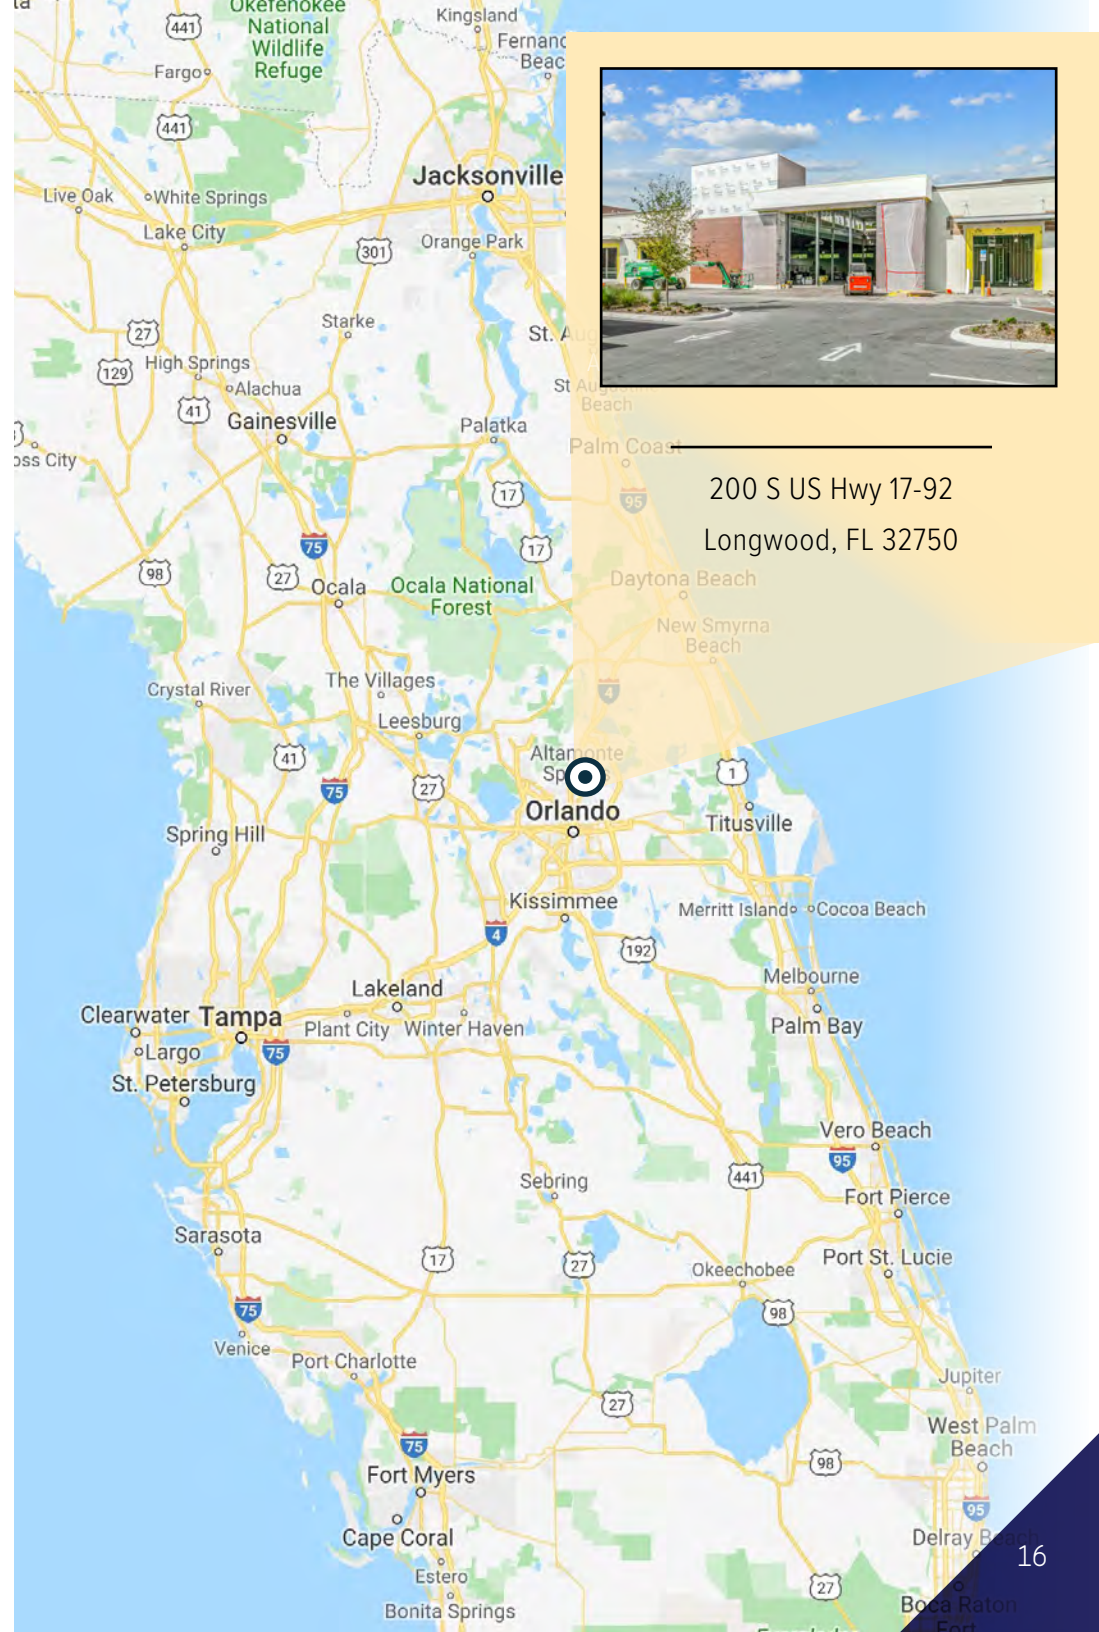 Okefenokee
National
Wildlife
Refuge
Kingsland
441
Fargo
441
Jacksonville
Live Oak
White Springs
Lake City
301
Orange Park
Starke
27
High Springs
129
Alachua
41
Gainesville
Palatka
St Augustine
Beach
Palm Coast
95
17
200 S US Hwy 17-92
Longwood, FL 32750
75
17
98
27
Ocala
Ocala National
Forest
Daytona Beach
New Smyrna
Beach
Crystal River
The Villages
4
Leesburg
41
Altamonte
75
27
1
Orlando
Titusville
Spring Hill
Kissimmee
Merritt Island
Cocoa Beach
4
192
Lakeland
Melbourne
Clearwater
Tampa
Plant City
Winter Haven
Palm Bay
Largo
75
St. Petersburg
Vero Beach
95
Sebring
441
Fort Pierce
Sarasota
17
27
Okeechobee
Port St. Lucie
75
98
Venice
Port Charlotte
Jupiter
27
West Palm
Beach
75
98
Fort Myers
95
Cape Coral
Delray Beach
16
Estero
27
Bonita Springs
Boca Raton
Fort